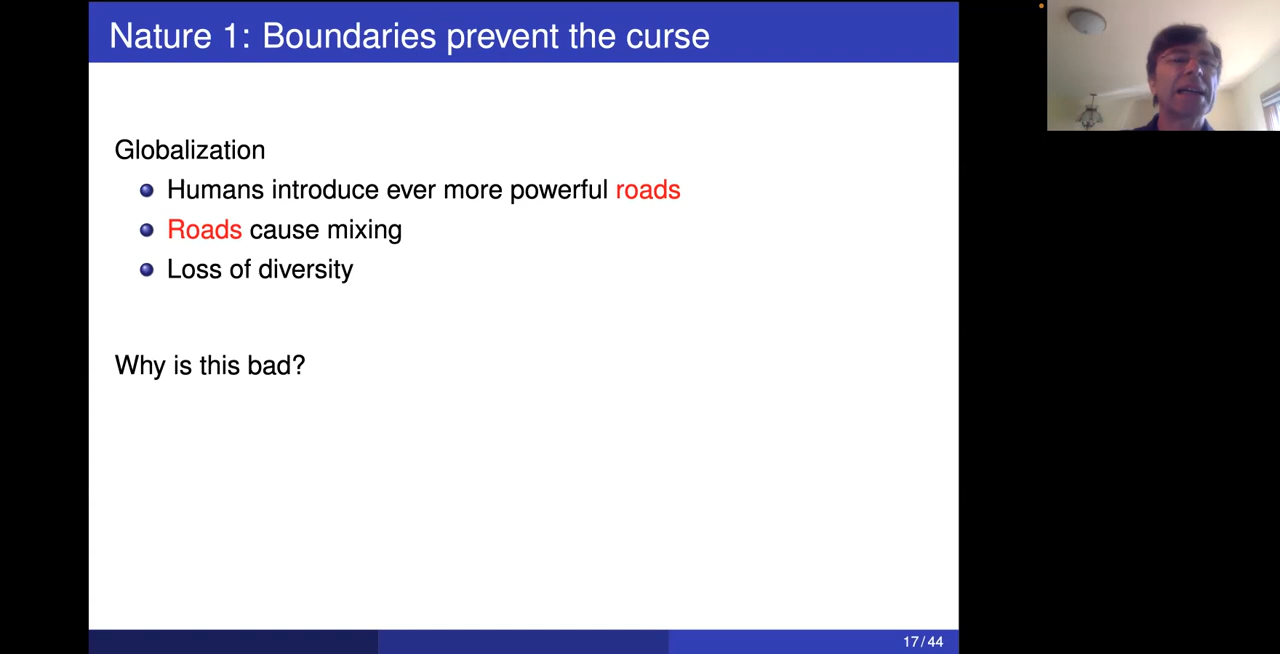 Nature 1: Boundaries prevent the curse
Globalization
Humans introduce ever more powerful roads
Roads cause mixing
Loss of diversity
Why is this bad?
17/44